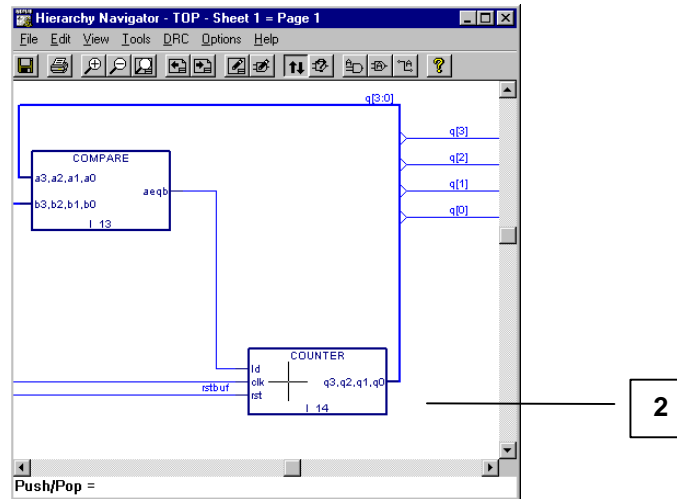 Hierarchy Navigator - TOP - Sheet 1 = Page 1
File Edit View Tools DRC Options Help
q[3:0]
q[3]
q[2]
q[1]
q[0]
COMPARE
a3,a2,a1,a0
aeqb
b3,b2,b1,b0
I_13
COUNTER
ld
clk
q3,q2,q1,q0
rstbuf
rst
I_14
2
Push/Pop =